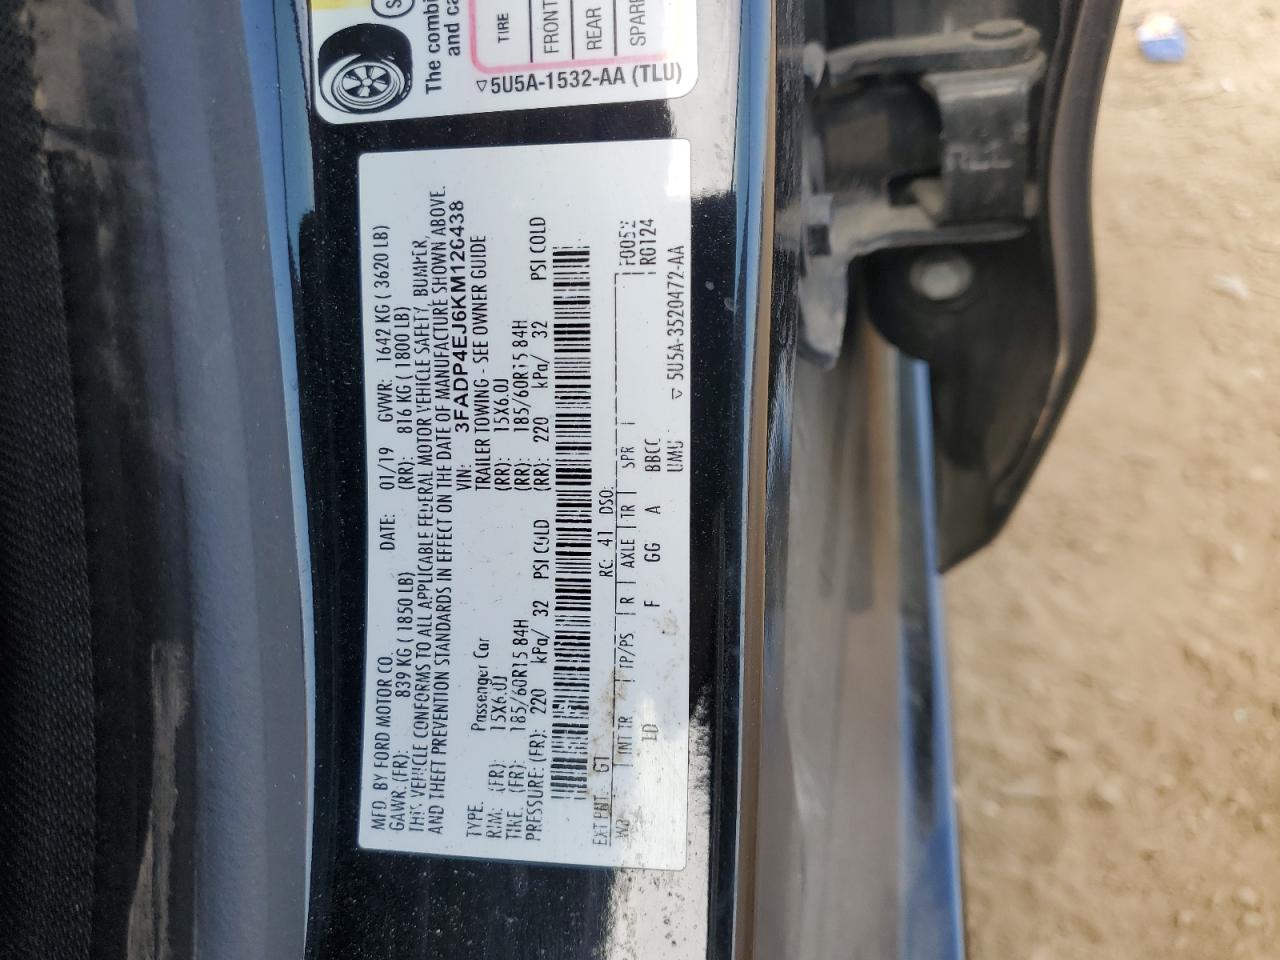 The combi
and ca
TIRE
FRONT
REAR
SPARE
▽5U5A-1532-AA (TLU)
MFD. BY FORD MOTOR CO.
DATE: 01/19 GVWR: 1642 KG ( 3620 LB)
GAWR. (FR): 839 KG ( 1850 LB) (RR): 816 KG ( 1800 LB)
THIS VEHICLE CONFORMS TO ALL APPLICABLE FEDERAL MOTOR VEHICLE SAFETY, BUMPER,
AND THEFT PREVENTION STANDARDS IN EFFECT ON THE DATE OF MANUFACTURE SHOWN ABOVE.
VIN: 3FADP4EJ6KM126438
TYPE: Passenger Car TRAILER TOWING - SEE OWNER GUIDE
RIM: (FR): 15X6.0J (RR): 15X6.0J
TIRE: (FR): 185/60R15 84H (RR): 185/60R15 84H
PRESSURE: (FR): 220 kPa/ 32 PSI COLD (RR): 220 kPa/ 32 PSI COLD
EXT PNT: G1 RC: 41 DSO: F0052
WB INT TR TP/PS R AXLE TR SPR RG124
F GG A BBCC
▽ 5U5A-3520472-AA